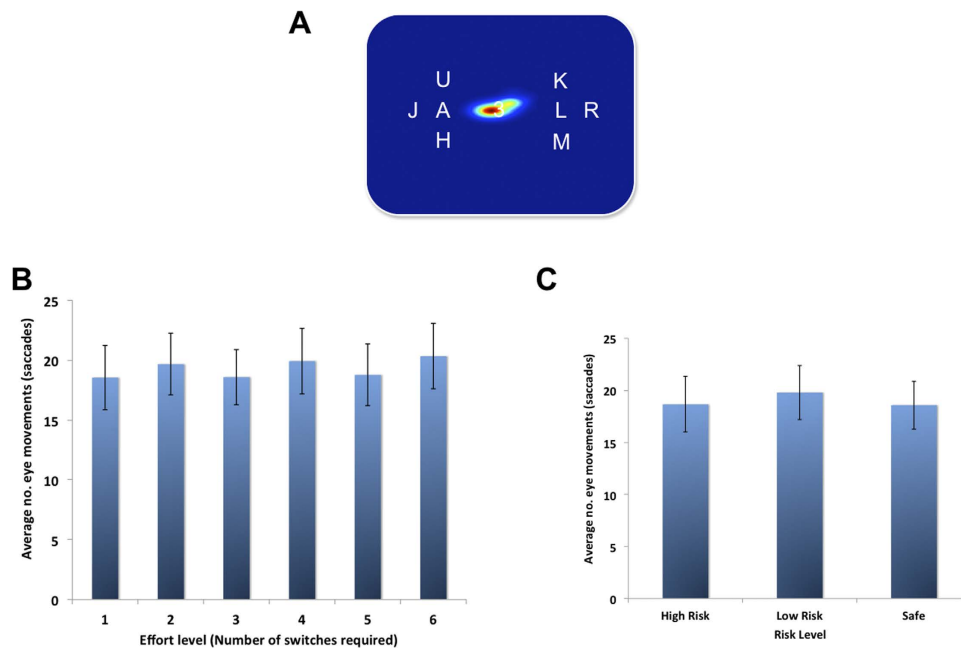 A
U K
J A 3 L R
H M
B
Average no. eye movements (saccades)
25
20
15
10
5
0
1 2 3 4 5 6
Effort level (Number of switches required)
C
Average no. eye movements (saccades)
25
20
15
10
5
0
High Risk Low Risk Safe
Risk Level